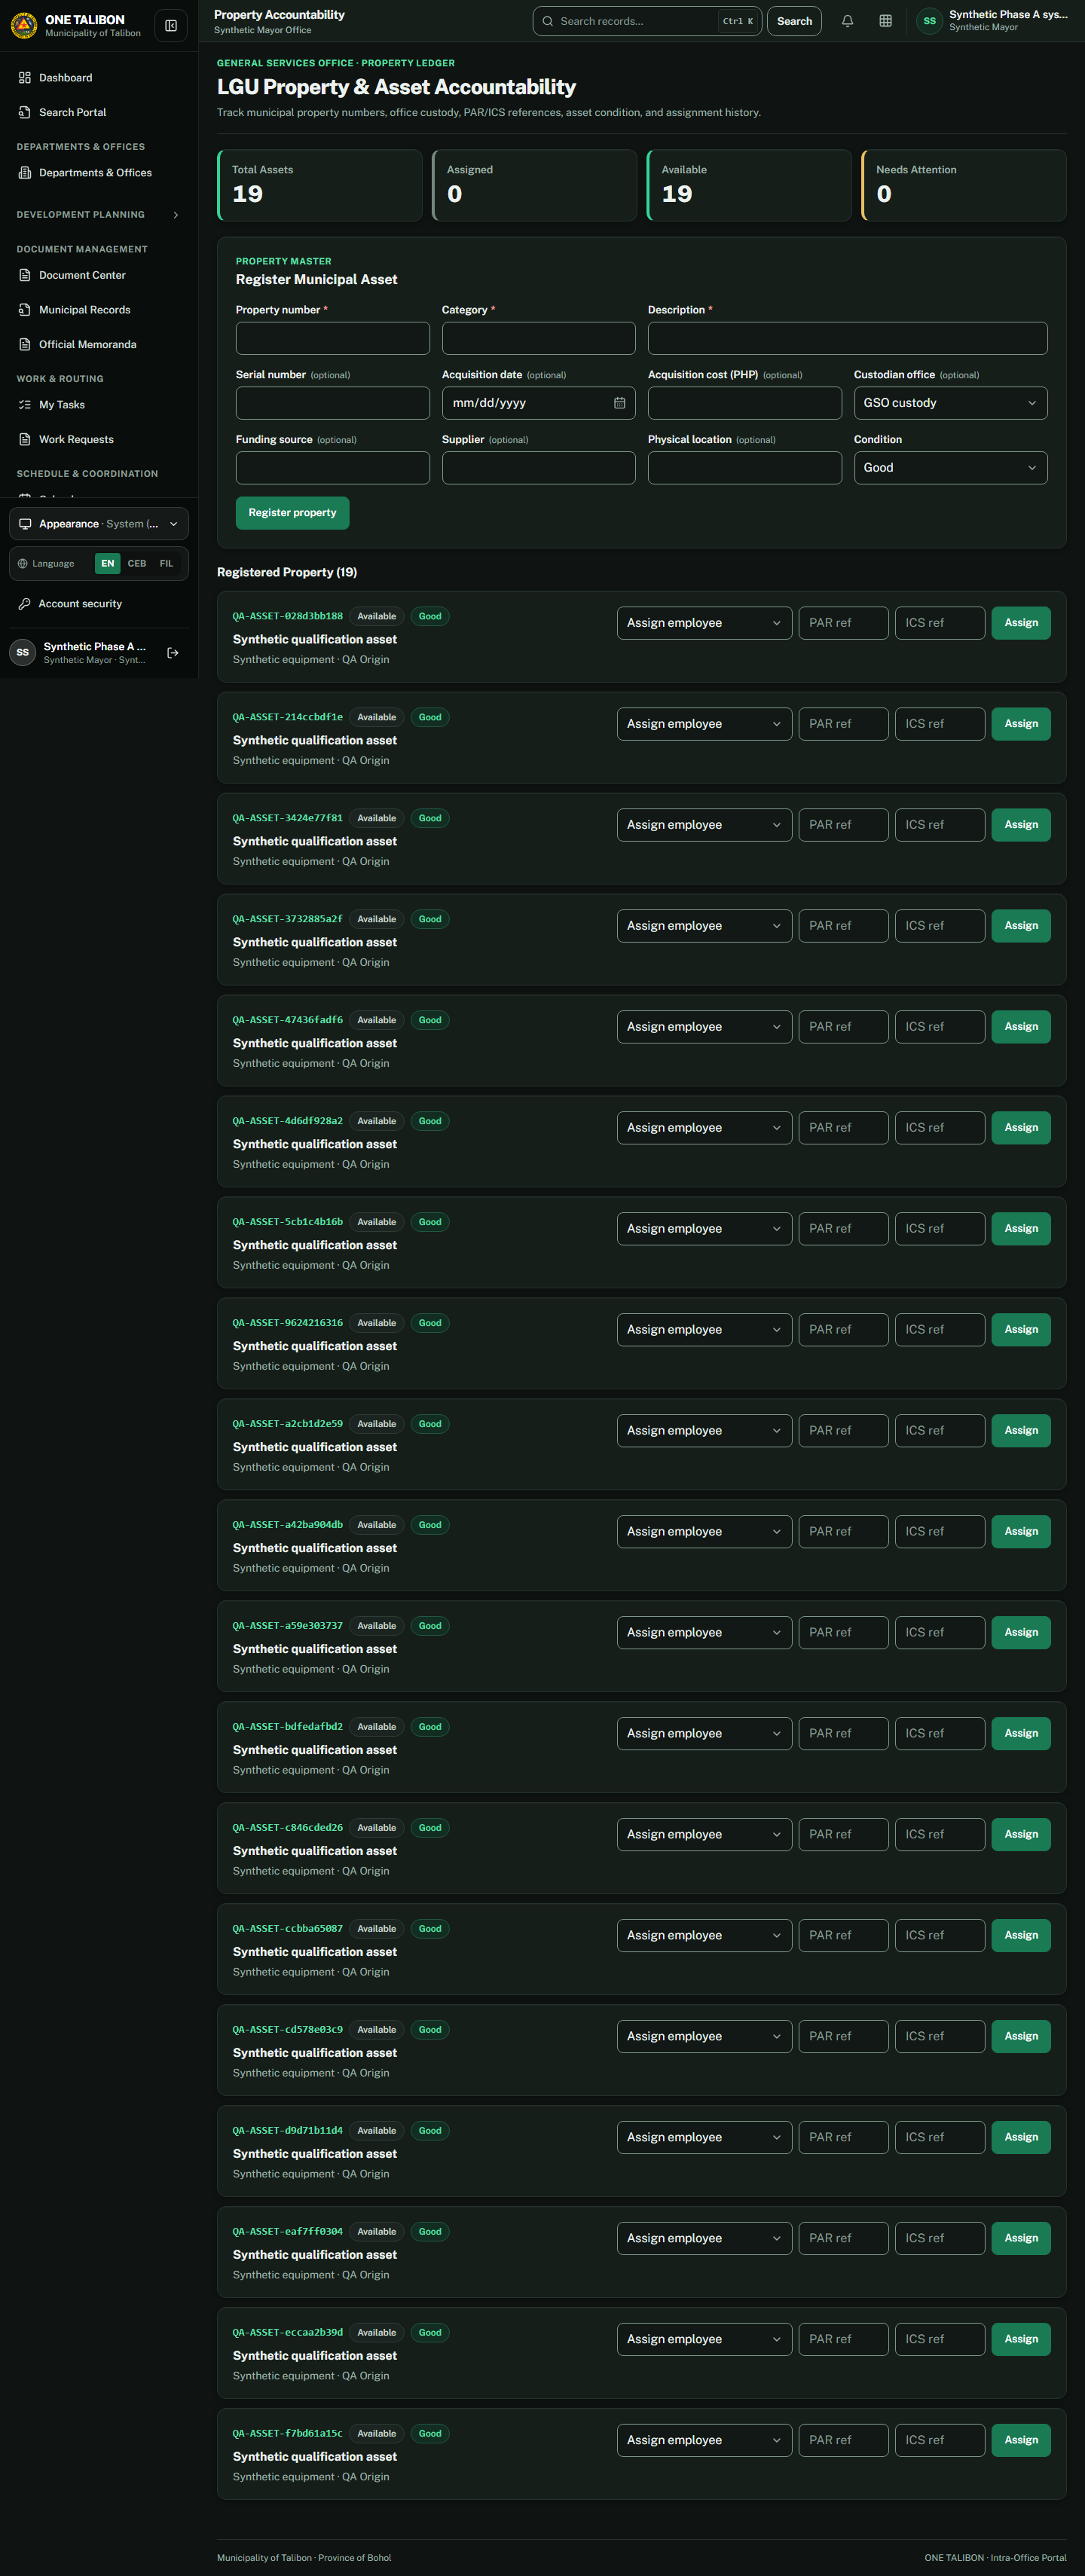 ONE TALIBON
Municipality of Talibon
Dashboard
Search Portal
DEPARTMENTS & OFFICES
Departments & Offices
DEVELOPMENT PLANNING
DOCUMENT MANAGEMENT
Document Center
Municipal Records
Official Memoranda
WORK & ROUTING
My Tasks
Work Requests
SCHEDULE & COORDINATION
Appearance · System (...
Language EN CEB FIL
Account security
SS Synthetic Phase A ...
Synthetic Mayor · Synt...
Property Accountability
Synthetic Mayor Office
Search records... Ctrl K Search
SS Synthetic Phase A sys...
Synthetic Mayor
GENERAL SERVICES OFFICE · PROPERTY LEDGER
LGU Property & Asset Accountability
Track municipal property numbers, office custody, PAR/ICS references, asset condition, and assignment history.
Total Assets
19
Assigned
0
Available
19
Needs Attention
0
PROPERTY MASTER
Register Municipal Asset
Property number * Category * Description *
Serial number (optional) Acquisition date (optional) Acquisition cost (PHP) (optional) Custodian office (optional)
mm/dd/yyyy GSO custody
Funding source (optional) Supplier (optional) Physical location (optional) Condition
Good
Register property
Registered Property (19)
QA-ASSET-028d3bb188 Available Good Assign employee PAR ref ICS ref Assign
Synthetic qualification asset
Synthetic equipment · QA Origin
QA-ASSET-214ccbdf1e Available Good Assign employee PAR ref ICS ref Assign
Synthetic qualification asset
Synthetic equipment · QA Origin
QA-ASSET-3424e77f81 Available Good Assign employee PAR ref ICS ref Assign
Synthetic qualification asset
Synthetic equipment · QA Origin
QA-ASSET-3732885a2f Available Good Assign employee PAR ref ICS ref Assign
Synthetic qualification asset
Synthetic equipment · QA Origin
QA-ASSET-47436fadf6 Available Good Assign employee PAR ref ICS ref Assign
Synthetic qualification asset
Synthetic equipment · QA Origin
QA-ASSET-4d6df928a2 Available Good Assign employee PAR ref ICS ref Assign
Synthetic qualification asset
Synthetic equipment · QA Origin
QA-ASSET-5cb1c4b16b Available Good Assign employee PAR ref ICS ref Assign
Synthetic qualification asset
Synthetic equipment · QA Origin
QA-ASSET-9624216316 Available Good Assign employee PAR ref ICS ref Assign
Synthetic qualification asset
Synthetic equipment · QA Origin
QA-ASSET-a2cb1d2e59 Available Good Assign employee PAR ref ICS ref Assign
Synthetic qualification asset
Synthetic equipment · QA Origin
QA-ASSET-a42ba904db Available Good Assign employee PAR ref ICS ref Assign
Synthetic qualification asset
Synthetic equipment · QA Origin
QA-ASSET-a59e303737 Available Good Assign employee PAR ref ICS ref Assign
Synthetic qualification asset
Synthetic equipment · QA Origin
QA-ASSET-bdfedafbd2 Available Good Assign employee PAR ref ICS ref Assign
Synthetic qualification asset
Synthetic equipment · QA Origin
QA-ASSET-c846cded26 Available Good Assign employee PAR ref ICS ref Assign
Synthetic qualification asset
Synthetic equipment · QA Origin
QA-ASSET-ccbba65087 Available Good Assign employee PAR ref ICS ref Assign
Synthetic qualification asset
Synthetic equipment · QA Origin
QA-ASSET-cd578e03c9 Available Good Assign employee PAR ref ICS ref Assign
Synthetic qualification asset
Synthetic equipment · QA Origin
QA-ASSET-d9d71b11d4 Available Good Assign employee PAR ref ICS ref Assign
Synthetic qualification asset
Synthetic equipment · QA Origin
QA-ASSET-eaf7ff0304 Available Good Assign employee PAR ref ICS ref Assign
Synthetic qualification asset
Synthetic equipment · QA Origin
QA-ASSET-eccaa2b39d Available Good Assign employee PAR ref ICS ref Assign
Synthetic qualification asset
Synthetic equipment · QA Origin
QA-ASSET-f7bd61a15c Available Good Assign employee PAR ref ICS ref Assign
Synthetic qualification asset
Synthetic equipment · QA Origin
Municipality of Talibon · Province of Bohol
ONE TALIBON · Intra-Office Portal